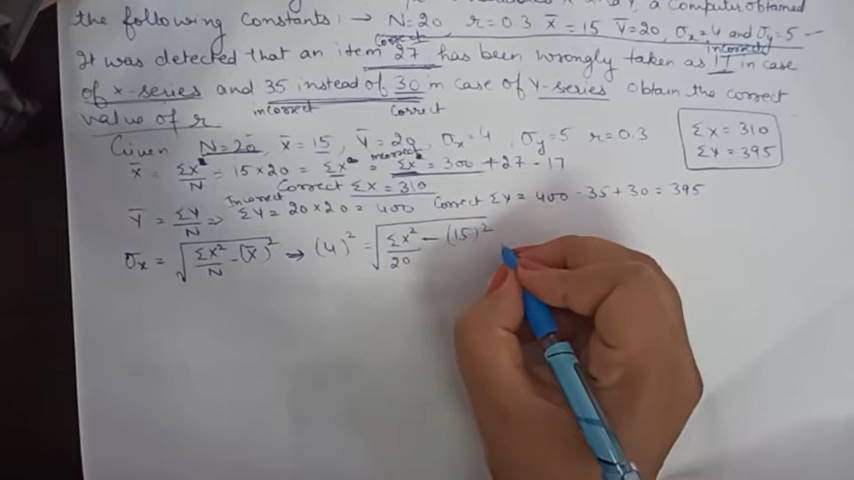 X and Y, a computer obtained
the following Constants :→ N=20 r=0.3 X̅=15 Y̅=20, σx=4 and σy=5
correct incorrect
It was detected that an item 27 has been wrongly taken as 17 in case
of x-series and 35 instead of 30 in case of Y-series Obtain the correct
incorrect correct
value of r
Given N=20, x̅=15, Y̅=20, σx=4, σy=5 r=0.3
ΣX=310
ΣY=395
X̅ = ΣX/N = 15×20 = ΣX = incorrect ΣX = 300 +27-17
Correct ΣX=310
Y̅ = ΣY/N ⇒ Incorrect ΣY = 20×20 = 400 Correct ΣY = 400-35+30=395
σx = √ΣX²/N-(X̅)² → (4)² = √ΣX²/20-(15)²